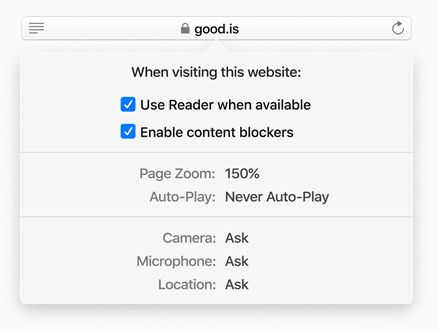 good.is
When visiting this website:
Use Reader when available
Enable content blockers
Page Zoom: 150%
Auto-Play: Never Auto-Play
Camera: Ask
Microphone: Ask
Location: Ask